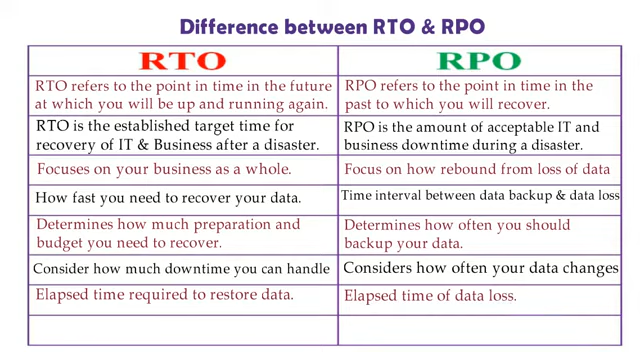 Difference between RTO & RPO
RTO
RPO
RTO refers to the point in time in the future
at which you will be up and running again.
RPO refers to the point in time in the
past to which you will recover.
RTO is the established target time for
recovery of IT & Business after a disaster.
RPO is the amount of acceptable IT and
business downtime during a disaster.
Focuses on your business as a whole.
Focus on how rebound from loss of data
How fast you need to recover your data.
Time interval between data backup & data loss
Determines how much preparation and
budget you need to recover.
Determines how often you should
backup your data.
Consider how much downtime you can handle
Considers how often your data changes
Elapsed time required to restore data.
Elapsed time of data loss.